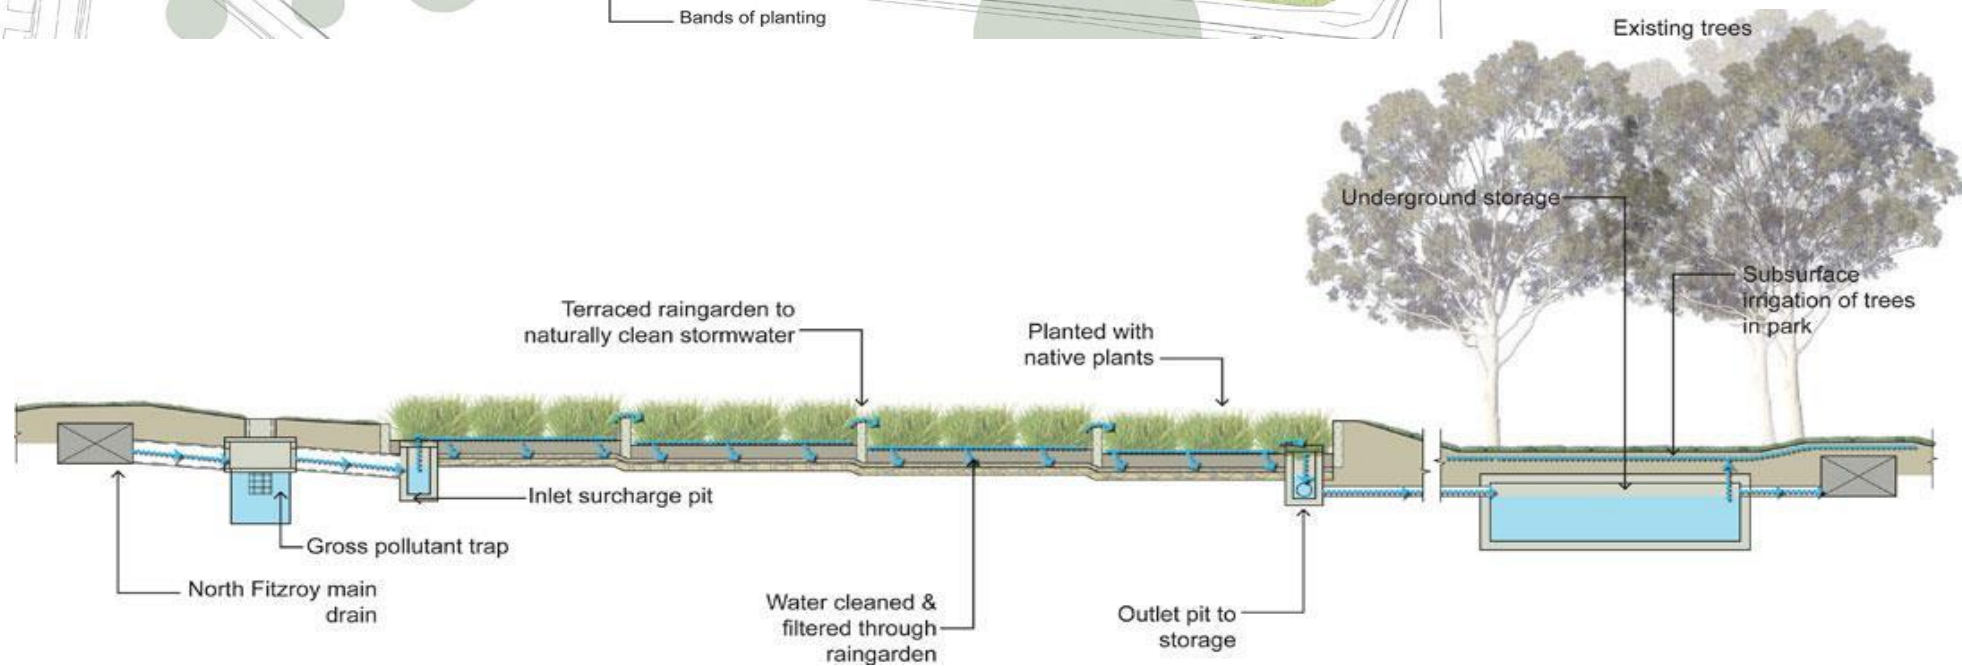 Bands of planting
Existing trees
Underground storage
Subsurface
irrigation of trees
in park
Terraced raingarden to
naturally clean stormwater
Planted with
native plants
Inlet surcharge pit
Gross pollutant trap
North Fitzroy main
drain
Water cleaned &
filtered through
raingarden
Outlet pit to
storage